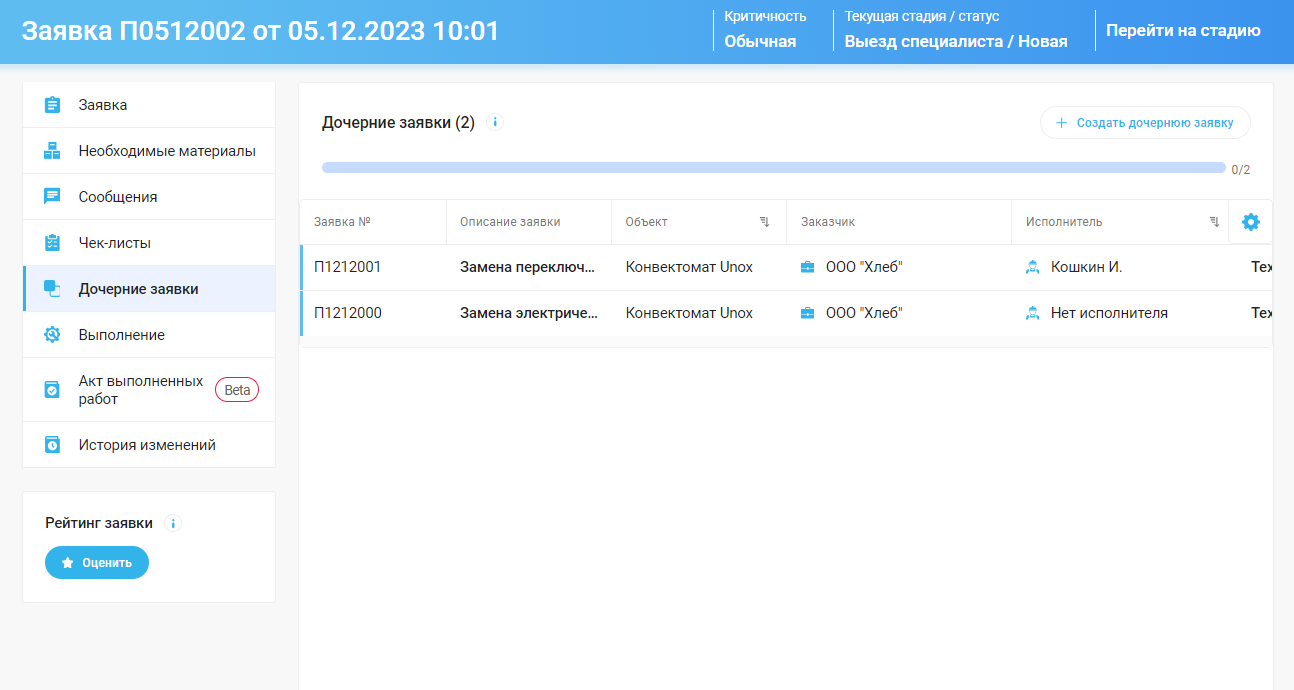 Заявка П0512002 от 05.12.2023 10:01
Критичность
Обычная
Текущая стадия / статус
Выезд специалиста / Новая
Перейти на стадию
Заявка
Необходимые материалы
Сообщения
Чек-листы
Дочерние заявки
Выполнение
Акт выполненных
работ
Beta
История изменений
Рейтинг заявки
Оценить
Дочерние заявки (2)
Создать дочернюю заявку
0/2
Заявка № Описание заявки Объект Заказчик Исполнитель
П1212001 Замена переключ... Конвектомат Unox ООО "Хлеб" Кошкин И. Тех
П1212000 Замена электриче... Конвектомат Unox ООО "Хлеб" Нет исполнителя Тех